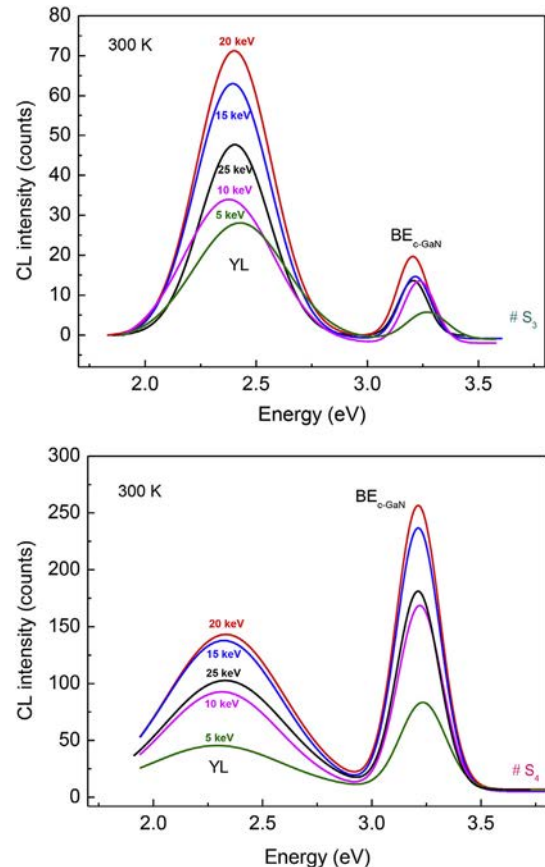 80
70
60
50
40
30
20
10
0
CL intensity (counts)
300 K
20 keV
15 keV
25 keV
10 keV
5 keV
YL
BE c-GaN
# S3
2.0 2.5 3.0 3.5
Energy (eV)
300
250
200
150
100
50
0
CL intensity (counts)
300 K
BE c-GaN
20 keV
15 keV
25 keV
10 keV
5 keV
YL
# S4
2.0 2.5 3.0 3.5
Energy (eV)